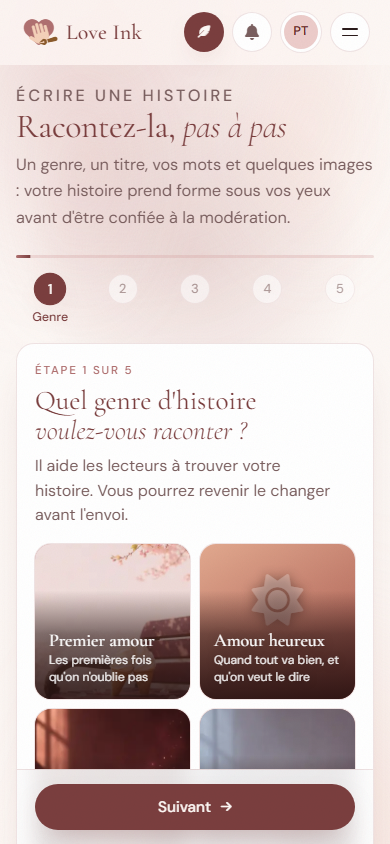 Love Ink
PT
ÉCRIRE UNE HISTOIRE
Racontez-la, pas à pas
Un genre, un titre, vos mots et quelques images
: votre histoire prend forme sous vos yeux
avant d'être confiée à la modération.
1 2 3 4 5
Genre
ÉTAPE 1 SUR 5
Quel genre d'histoire
voulez-vous raconter ?
Il aide les lecteurs à trouver votre
histoire. Vous pourrez revenir le changer
avant l'envoi.
Premier amour
Les premières fois
qu'on n'oublie pas
Amour heureux
Quand tout va bien, et
qu'on veut le dire
Suivant →